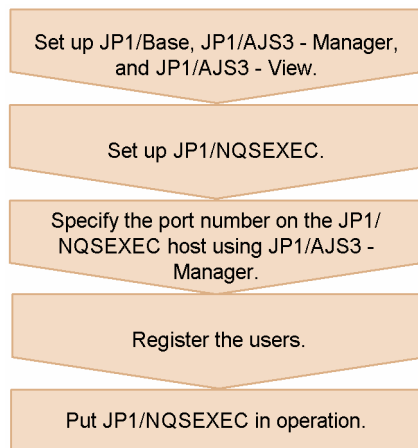 Set up JP1/Base, JP1/AJS3 - Manager,
and JP1/AJS3 - View.
Set up JP1/NQSEXEC.
Specify the port number on the JP1/
NQSEXEC host using JP1/AJS3 -
Manager.
Register the users.
Put JP1/NQSEXEC in operation.